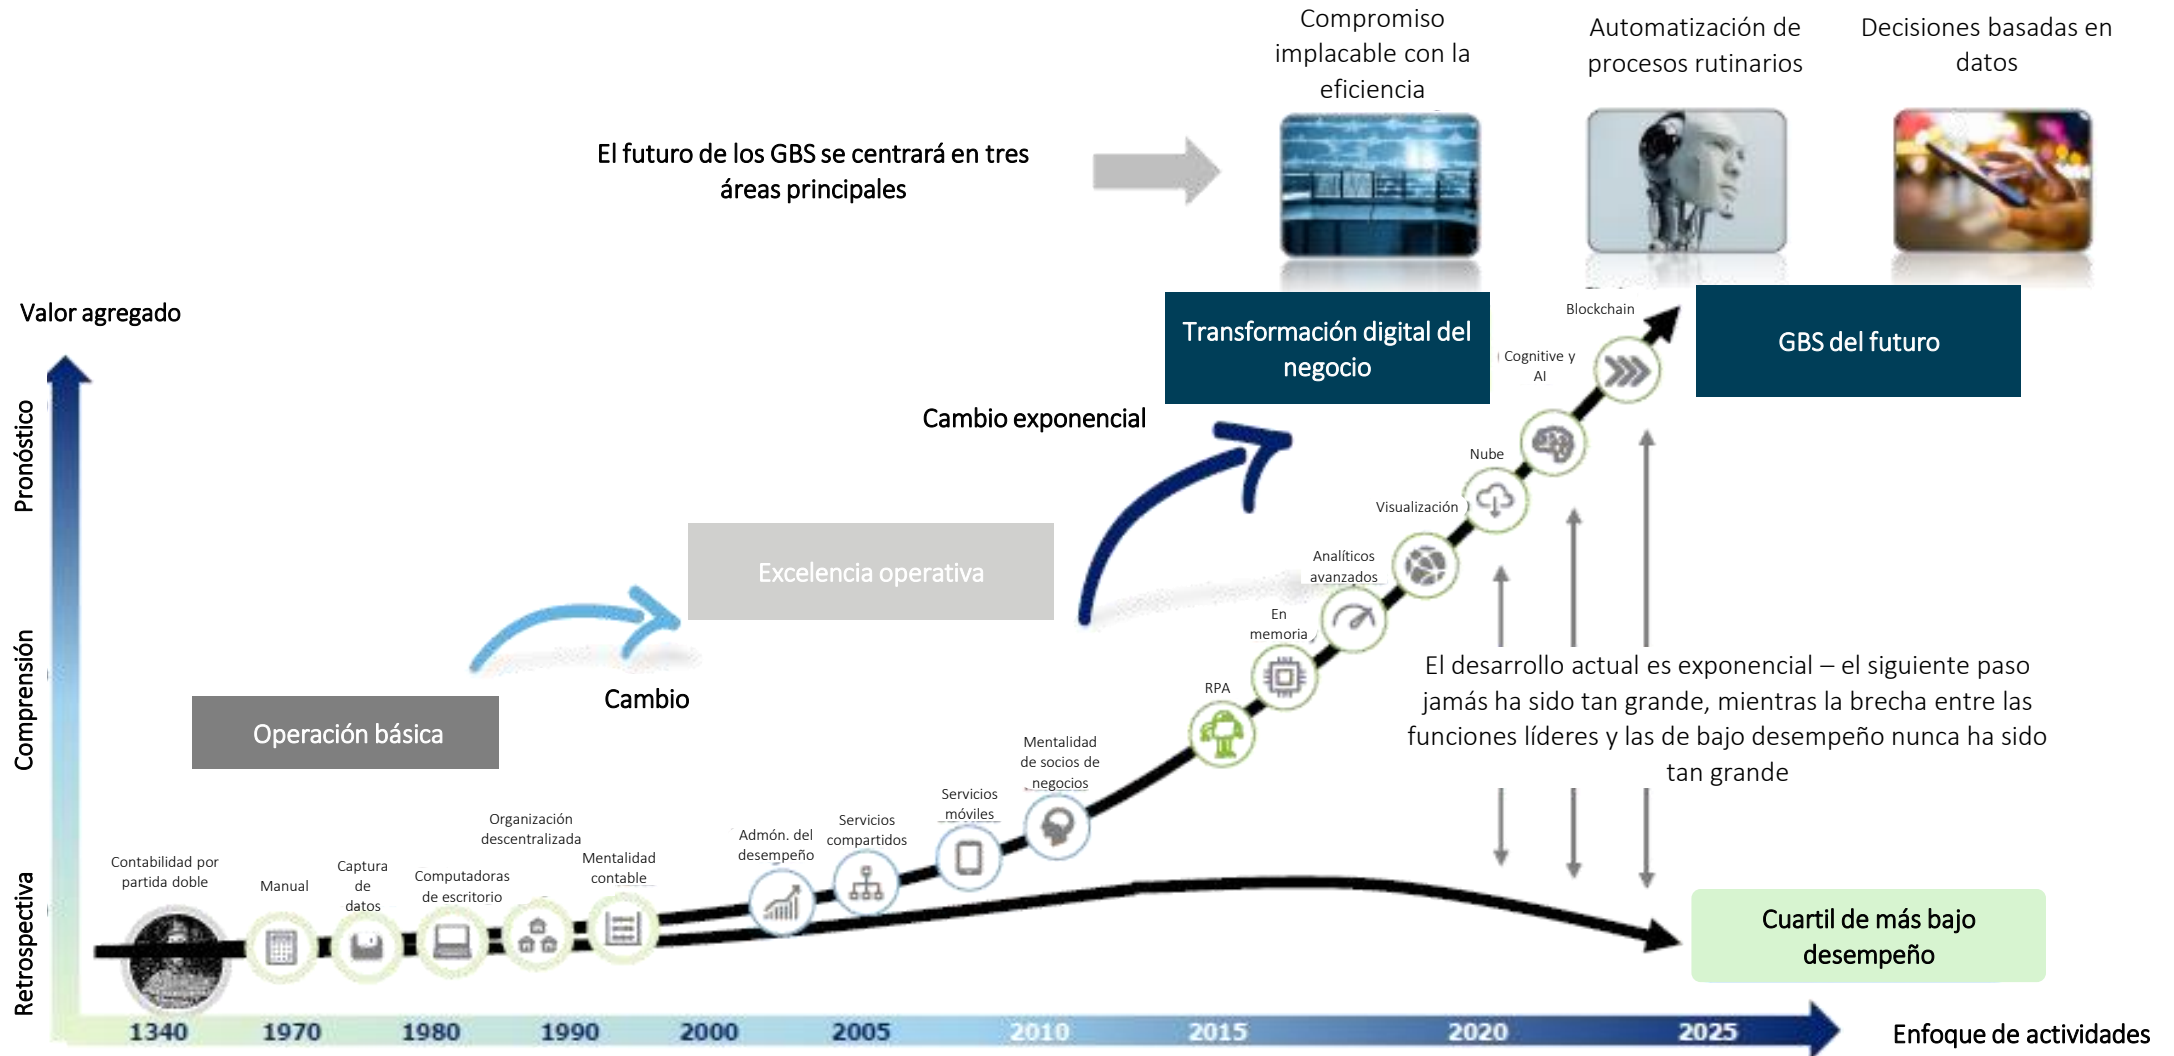 Compromiso
implacable con la
eficiencia
Automatización de
procesos rutinarios
Decisiones basadas en
datos
El futuro de los GBS se centrará en tres
áreas principales
Valor agregado
Transformación digital del
negocio
Blockchain
GBS del futuro
Cognitive y
AI
Cambio exponencial
Pronóstico
Nube
Visualización
Excelencia operativa
Analíticos
avanzados
En
memoria
Comprensión
Cambio
RPA
El desarrollo actual es exponencial – el siguiente paso
jamás ha sido tan grande, mientras la brecha entre las
funciones líderes y las de bajo desempeño nunca ha sido
tan grande
Operación básica
Mentalidad
de socios de
negocios
Servicios
móviles
Servicios
compartidos
Admón. del
desempeño
Organización
descentralizada
Mentalidad
contable
Contabilidad por
partida doble
Manual
Captura
de
datos
Computadoras
de escritorio
Retrospectiva
Cuartil de más bajo
desempeño
1340 1970 1980 1990 2000 2005 2010 2015 2020 2025
Enfoque de actividades